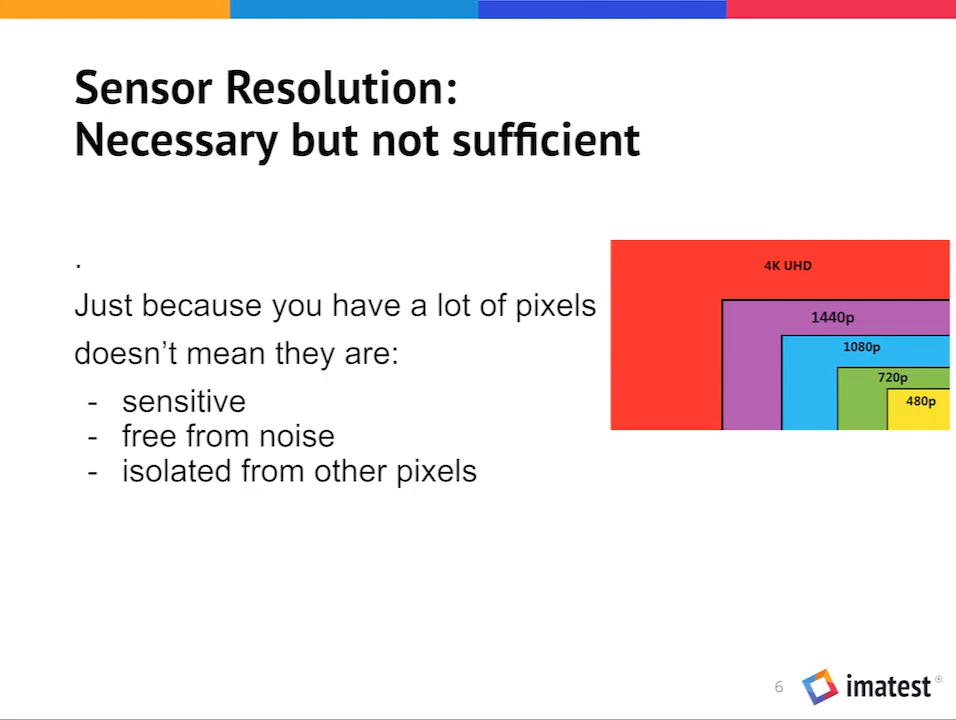 Sensor Resolution:
Necessary but not sufficient
.
Just because you have a lot of pixels
doesn’t mean they are:
- sensitive
- free from noise
- isolated from other pixels
4K UHD
1440p
1080p
720p
480p
6
imatest®